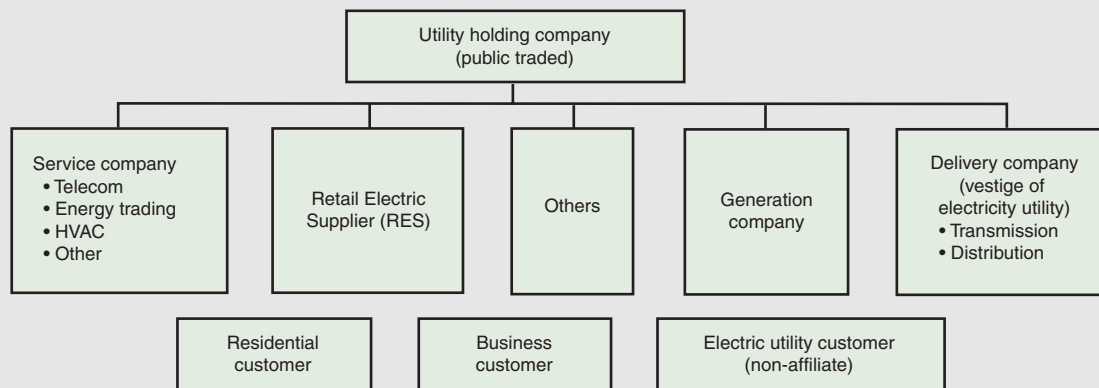 Utility holding company
(public traded)
Service company
• Telecom
• Energy trading
• HVAC
• Other
Retail Electric
Supplier (RES)
Others
Generation
company
Delivery company
(vestige of
electricity utility)
• Transmission
• Distribution
Residential
customer
Business
customer
Electric utility customer
(non-affiliate)